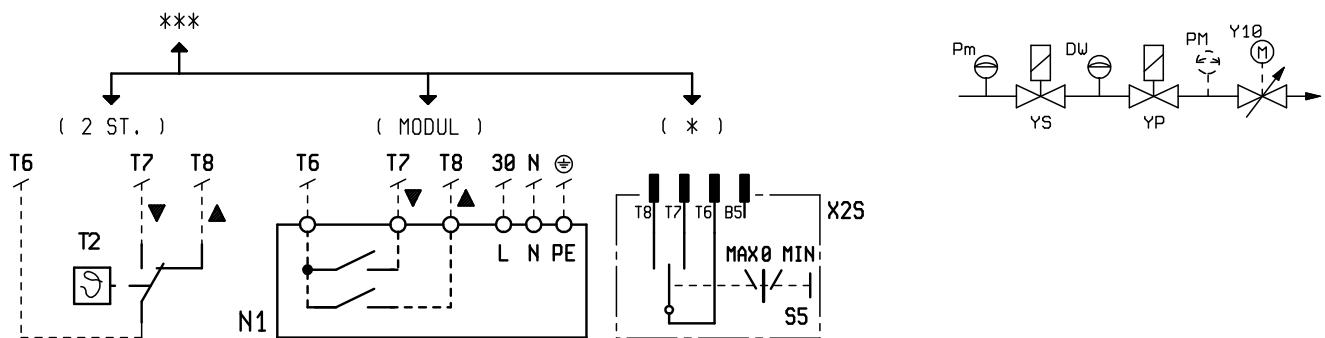 ***
( 2 ST. ) ( MODUL ) ( * )
T6 T7 T8 T6 T7 T8 30 N
T8 T7 T6 B5 X2S
T2
L N PE
MAX 0 MIN
N1 S5
Pm DW PM Y10
M
YS YP